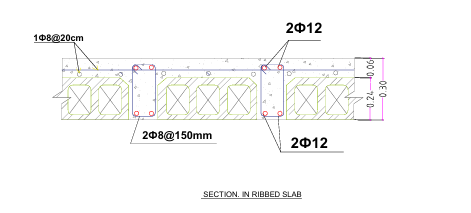 2Φ12
1Φ8@20cm
0.06
0.24
0.30
2Φ8@150mm
2Φ12
SECTION. IN RIBBED SLAB